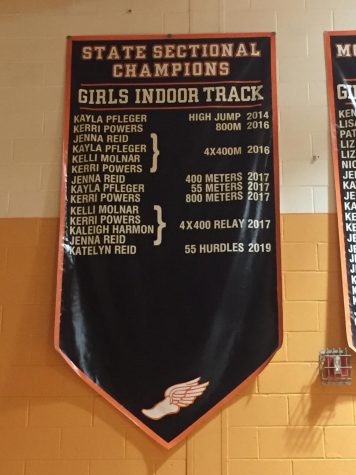 STATE SECTIONAL
CHAMPIONS
GIRLS INDOOR TRACK
KAYLA PFLEGER HIGH JUMP 2014
KERRI POWERS 800M 2016
JENNA REID
KAYLA PFLEGER
KELLI MOLNAR
KERRI POWERS
4X400M 2016
JENNA REID 400 METERS 2017
KAYLA PFLEGER 55 METERS 2017
KERRI POWERS 800 METERS 2017
KELLI MOLNAR
KERRI POWERS
KALEIGH HARMON
JENNA REID
4X400 RELAY 2017
KATELYN REID 55 HURDLES 2019